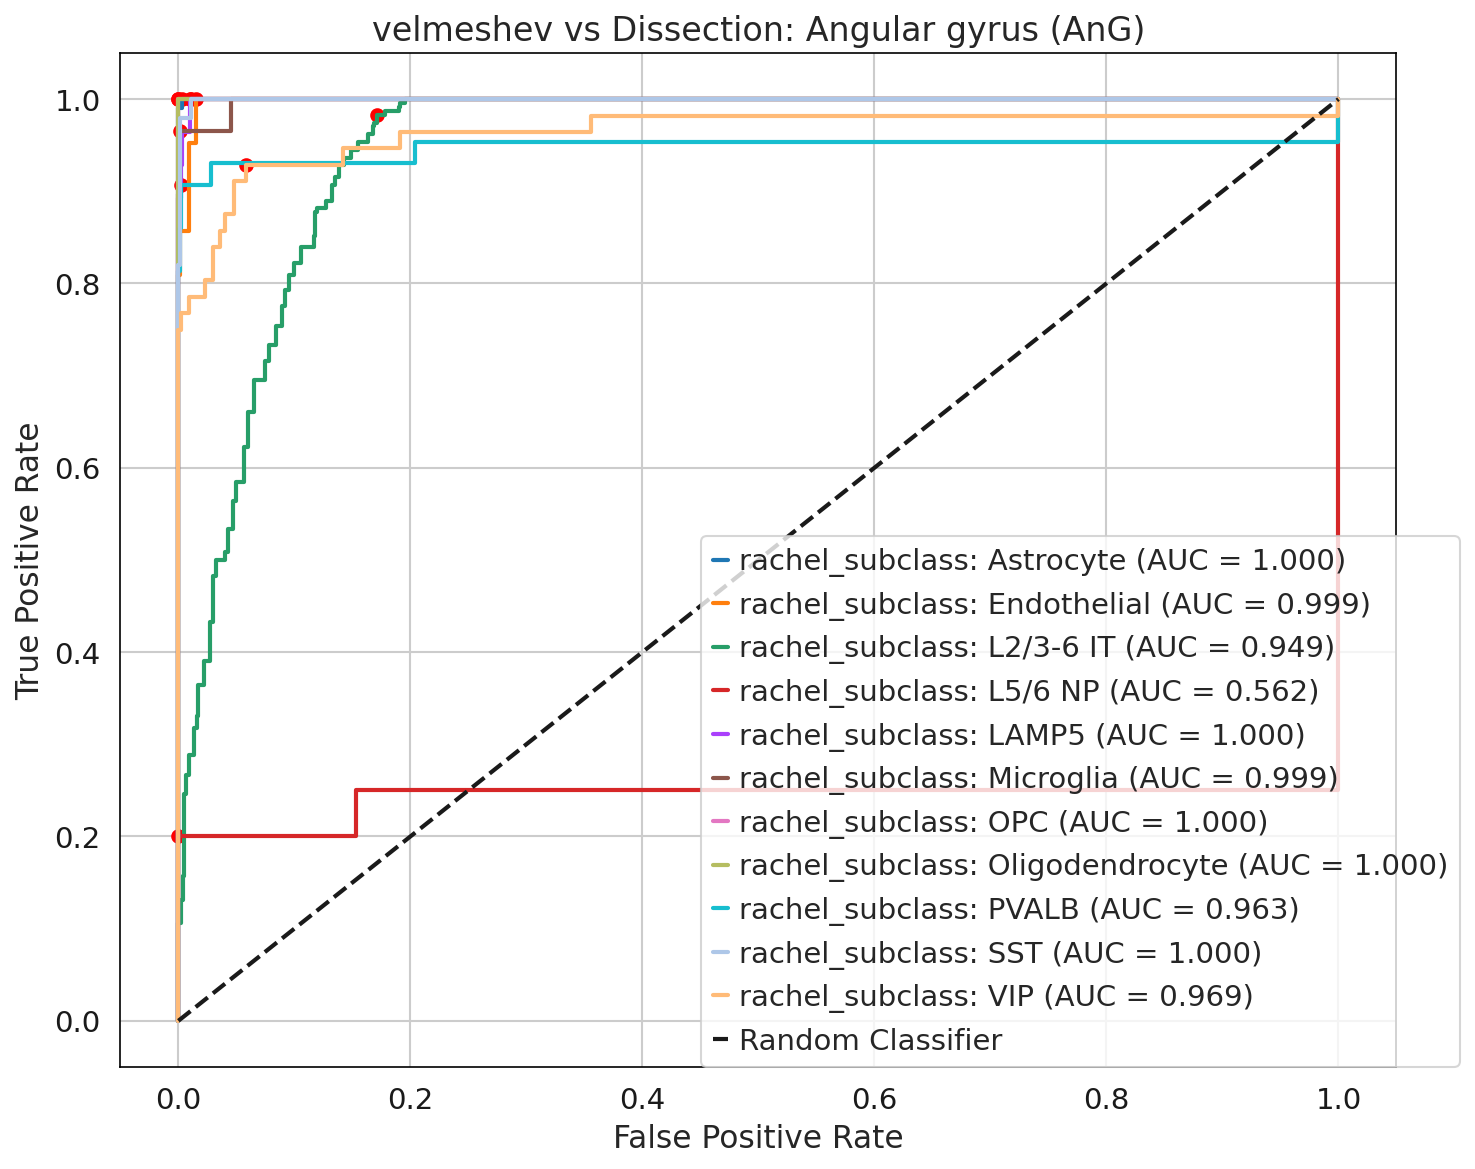 velmeshev vs Dissection: Angular gyrus (AnG)
True Positive Rate
1.0
0.8
0.6
0.4
0.2
0.0
rachel_subclass: Astrocyte (AUC = 1.000)
rachel_subclass: Endothelial (AUC = 0.999)
rachel_subclass: L2/3-6 IT (AUC = 0.949)
rachel_subclass: L5/6 NP (AUC = 0.562)
rachel_subclass: LAMP5 (AUC = 1.000)
rachel_subclass: Microglia (AUC = 0.999)
rachel_subclass: OPC (AUC = 1.000)
rachel_subclass: Oligodendrocyte (AUC = 1.000)
rachel_subclass: PVALB (AUC = 0.963)
rachel_subclass: SST (AUC = 1.000)
rachel_subclass: VIP (AUC = 0.969)
Random Classifier
0.0 0.2 0.4 0.6 0.8 1.0
False Positive Rate